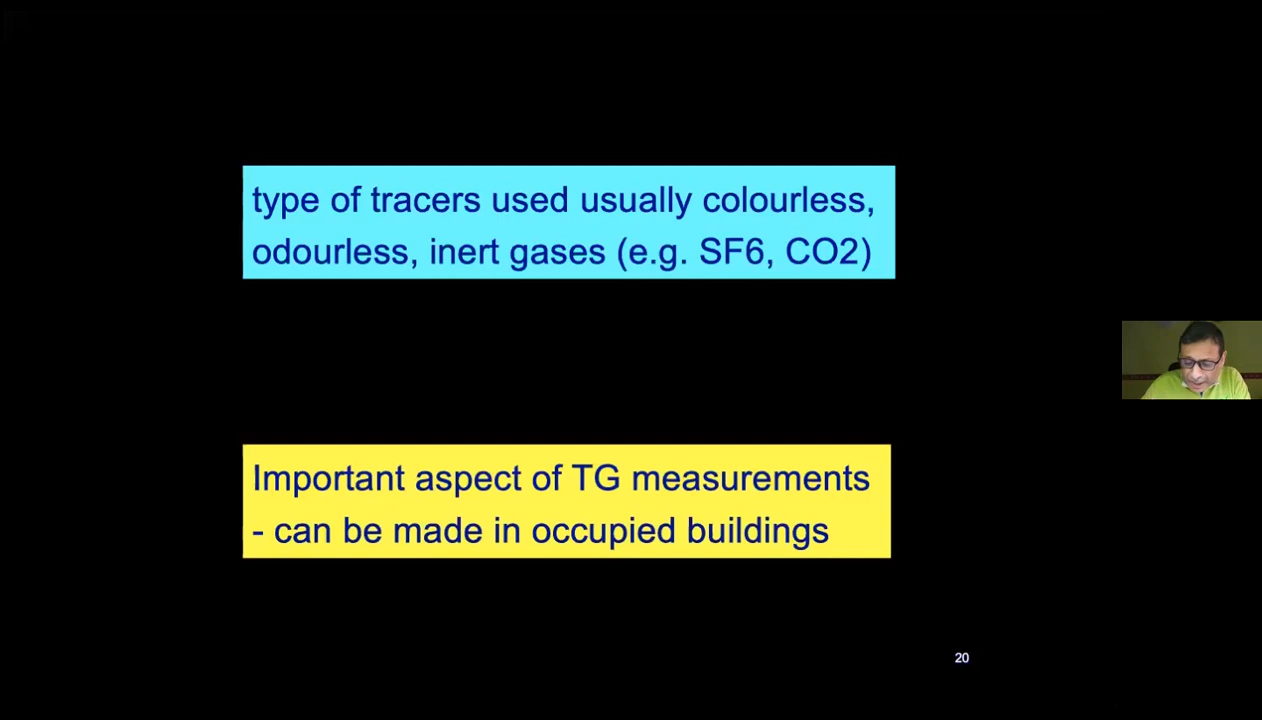 type of tracers used usually colourless,
odourless, inert gases (e.g. SF6, CO2)
Important aspect of TG measurements
- can be made in occupied buildings
20